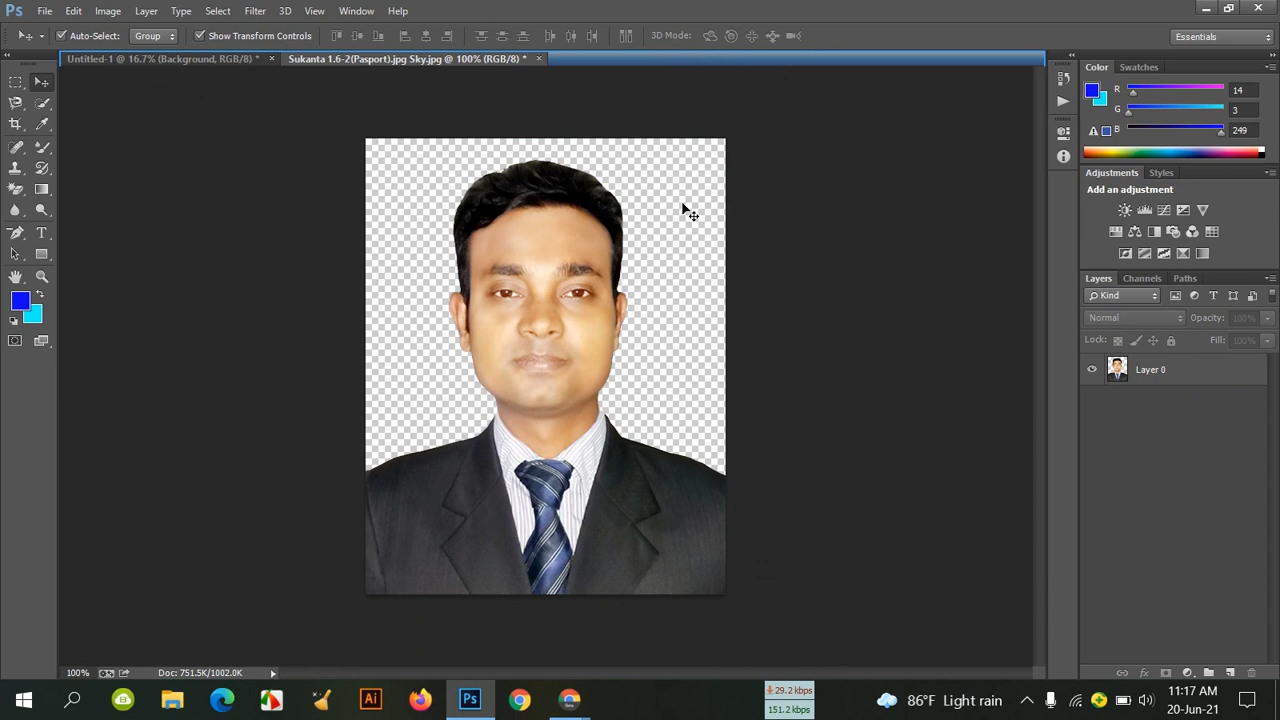 Ps File Edit Image Layer Type Select Filter 3D View Window Help
Auto-Select: Group Show Transform Controls 3D Mode: Essentials
Untitled-1 @ 16.7% (Background, RGB/8) * × Sukanta 1.6-2(Pasport).jpg Sky.jpg @ 100% (RGB/8) * ×
Color Swatches
R 14
G 3
B 249
Adjustments Styles
Add an adjustment
Layers Channels Paths
Kind
Normal Opacity: 100%
Lock: Fill: 100%
Layer 0
100% Doc: 751.5K/1002.0K
Ai Ps 29.2 kbps 86°F Light rain 11:17 AM
151.2 kbps 20-Jun-21